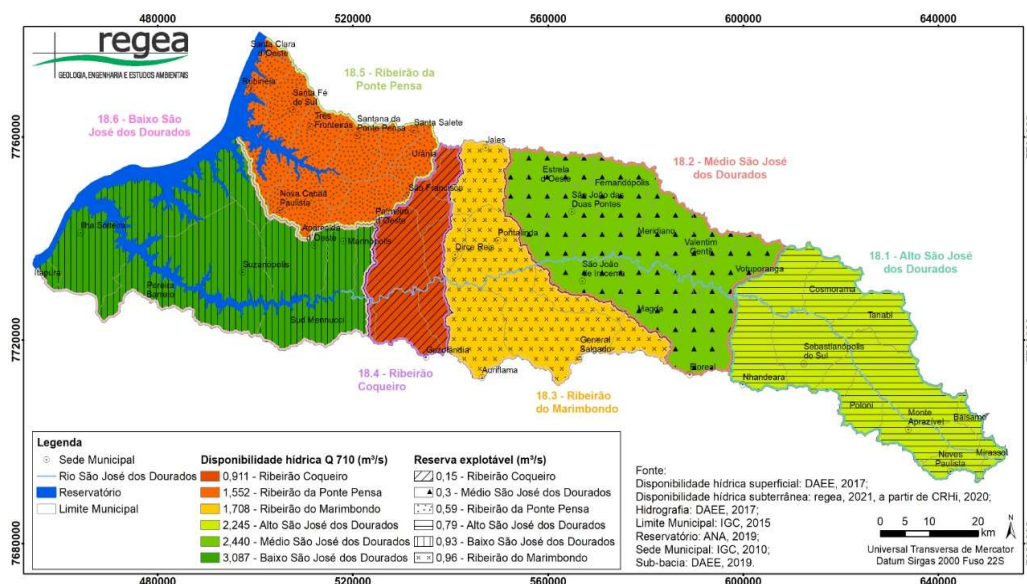 480000 520000 560000 600000 640000
regea
GEOLOGIA, ENGENHARIA E ESTUDOS AMBIENTAIS
Santa Clara
d'Oeste
18.5 - Ribeirão da
Ponte Pensa
Rubinéia
Santa Fé
do Sul
Três
Fronteiras
Santana da
Ponte Pensa
Santa Salete
18.6 - Baixo São
José dos Dourados
7760000
Urânia
Jales
18.2 - Médio São José
dos Dourados
São Francisco
Estrela
d'Oeste
Fernandópolis
São João das
Duas Pontes
Nova Canaã
Paulista
Palmeira
d'Oeste
Aparecida
d'Oeste
Marinópolis
Pontalinda
Dirce Reis
Meridiano
Valentim
Gentil
Votuporanga
18.1 - Alto São José
dos Dourados
Ilha Solteira
Itapura
Suzanápolis
Pereira
Barreto
Sud Mennucci
São João
de Iracema
Magda
Cosmorama
Tanabi
7720000
Guzolândia
General
Salgado
Auriflama
Floreal
Nhandeara
Sebastianópolis
do Sul
18.4 - Ribeirão
Coqueiro
18.3 - Ribeirão
do Marimbondo
Poloni
Monte
Aprazível
Bálsamo
Neves
Paulista
Mirassol
Legenda
Sede Municipal
Rio São José dos Dourados
Reservatório
Limite Municipal
Disponibilidade hídrica Q 710 (m³/s)
0,911 - Ribeirão Coqueiro
1,552 - Ribeirão da Ponte Pensa
1,708 - Ribeirão do Marimbondo
2,245 - Alto São José dos Dourados
2,440 - Médio São José dos Dourados
3,087 - Baixo São José dos Dourados
Reserva explotável (m³/s)
0,15 - Ribeirão Coqueiro
0,3 - Médio São José dos Dourados
0,59 - Ribeirão da Ponte Pensa
0,79 - Alto São José dos Dourados
0,93 - Baixo São José dos Dourados
0,96 - Ribeirão do Marimbondo
Fonte:
Disponibilidade hídrica superficial: DAEE, 2017;
Disponibilidade hídrica subterrânea: regea, 2021, a partir de CRHi, 2020;
Hidrografia: DAEE, 2017;
Limite Municipal: IGC, 2015
Reservatório: ANA, 2019;
Sede Municipal: IGC, 2010;
Sub-bacia: DAEE, 2019.
N
0 5 10 20
km
Universal Transversa de Mercator
Datum Sirgas 2000 Fuso 22S
7680000
480000 520000 560000 600000 640000